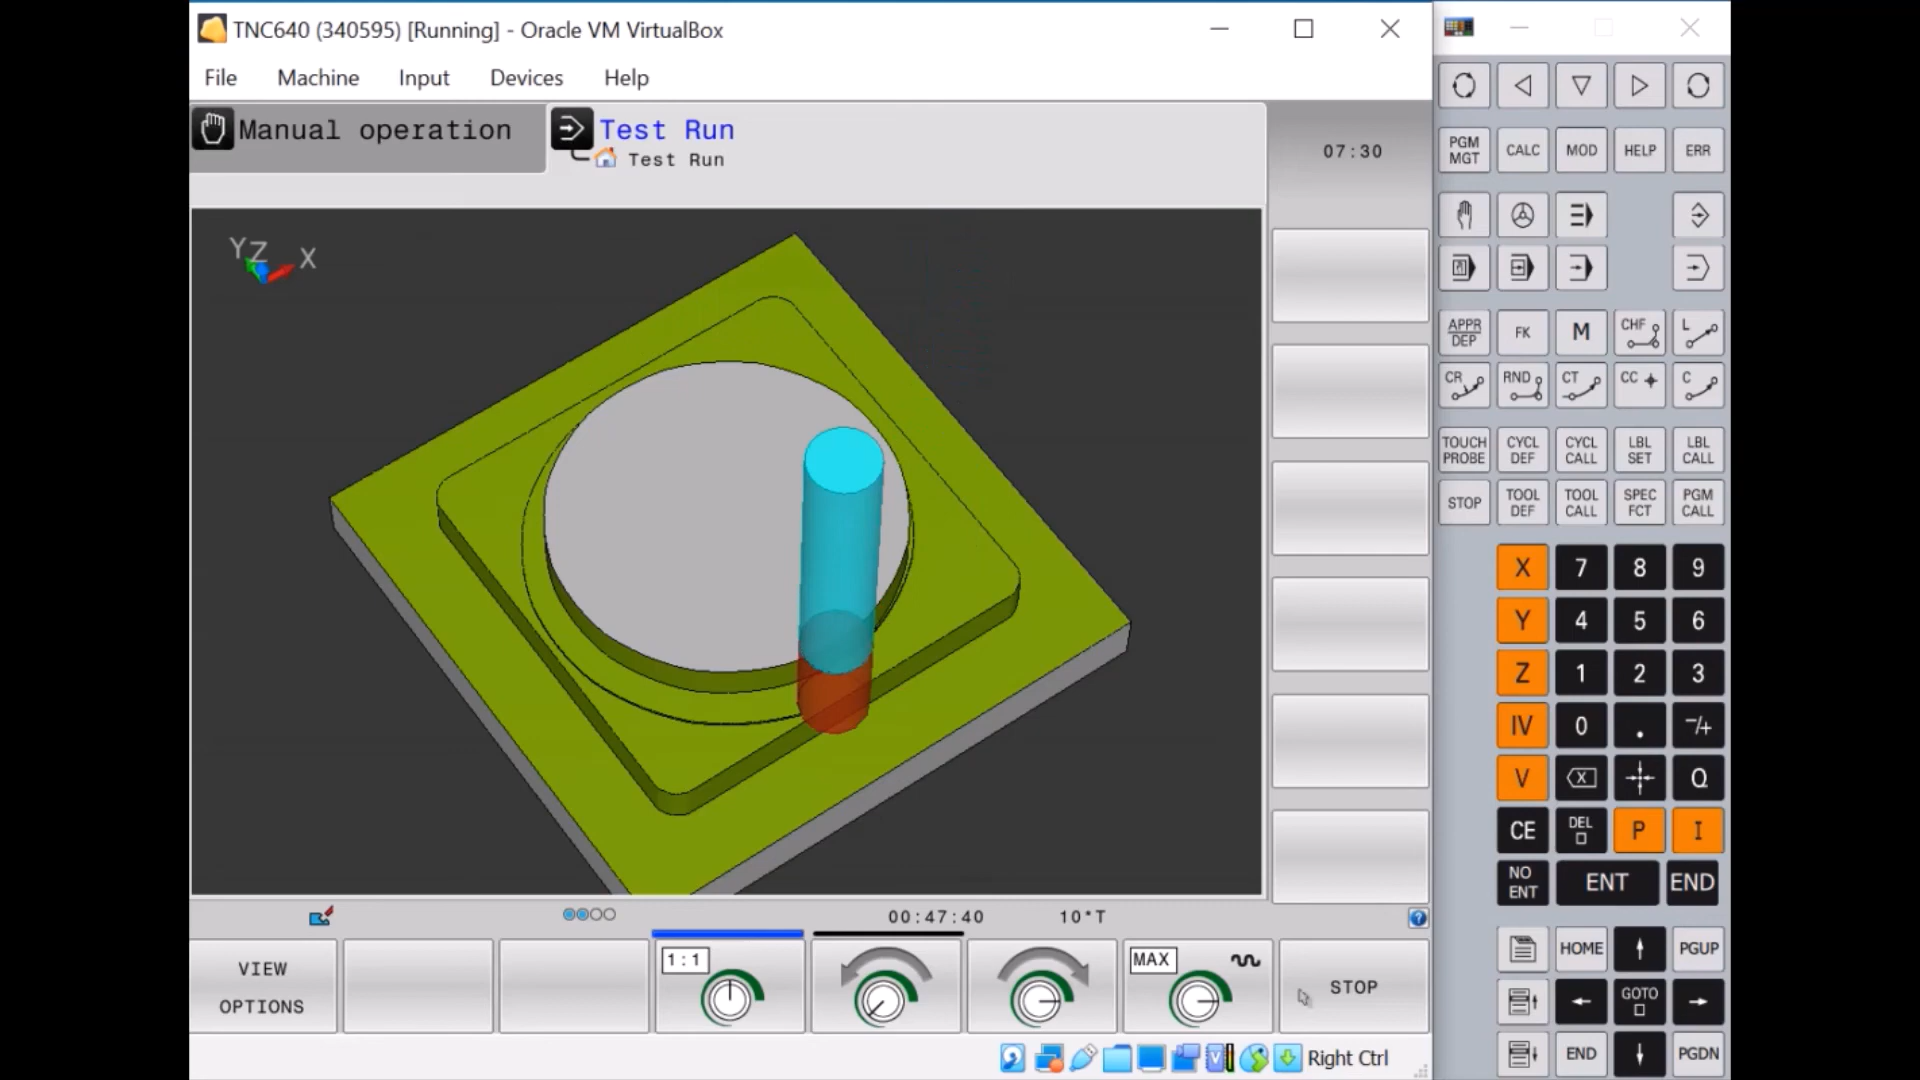 TNC640 (340595) [Running] - Oracle VM VirtualBox
File Machine Input Devices Help
Manual operation
Test Run
Test Run
07:30
Y
Z
X
00:47:40 10*T
VIEW
OPTIONS
1:1
MAX
STOP
Right Ctrl
PGM
MGT
CALC
MOD
HELP
ERR
APPR
DEP
FK
M
CHF
L
CR
RND
CT
CC
C
TOUCH
PROBE
CYCL
DEF
CYCL
CALL
LBL
SET
LBL
CALL
STOP
TOOL
DEF
TOOL
CALL
SPEC
FCT
PGM
CALL
X 7 8 9
Y 4 5 6
Z 1 2 3
IV 0 . -/+
V X Q
CE
DEL
P I
NO
ENT
ENT
END
HOME
PGUP
GOTO
END
PGDN